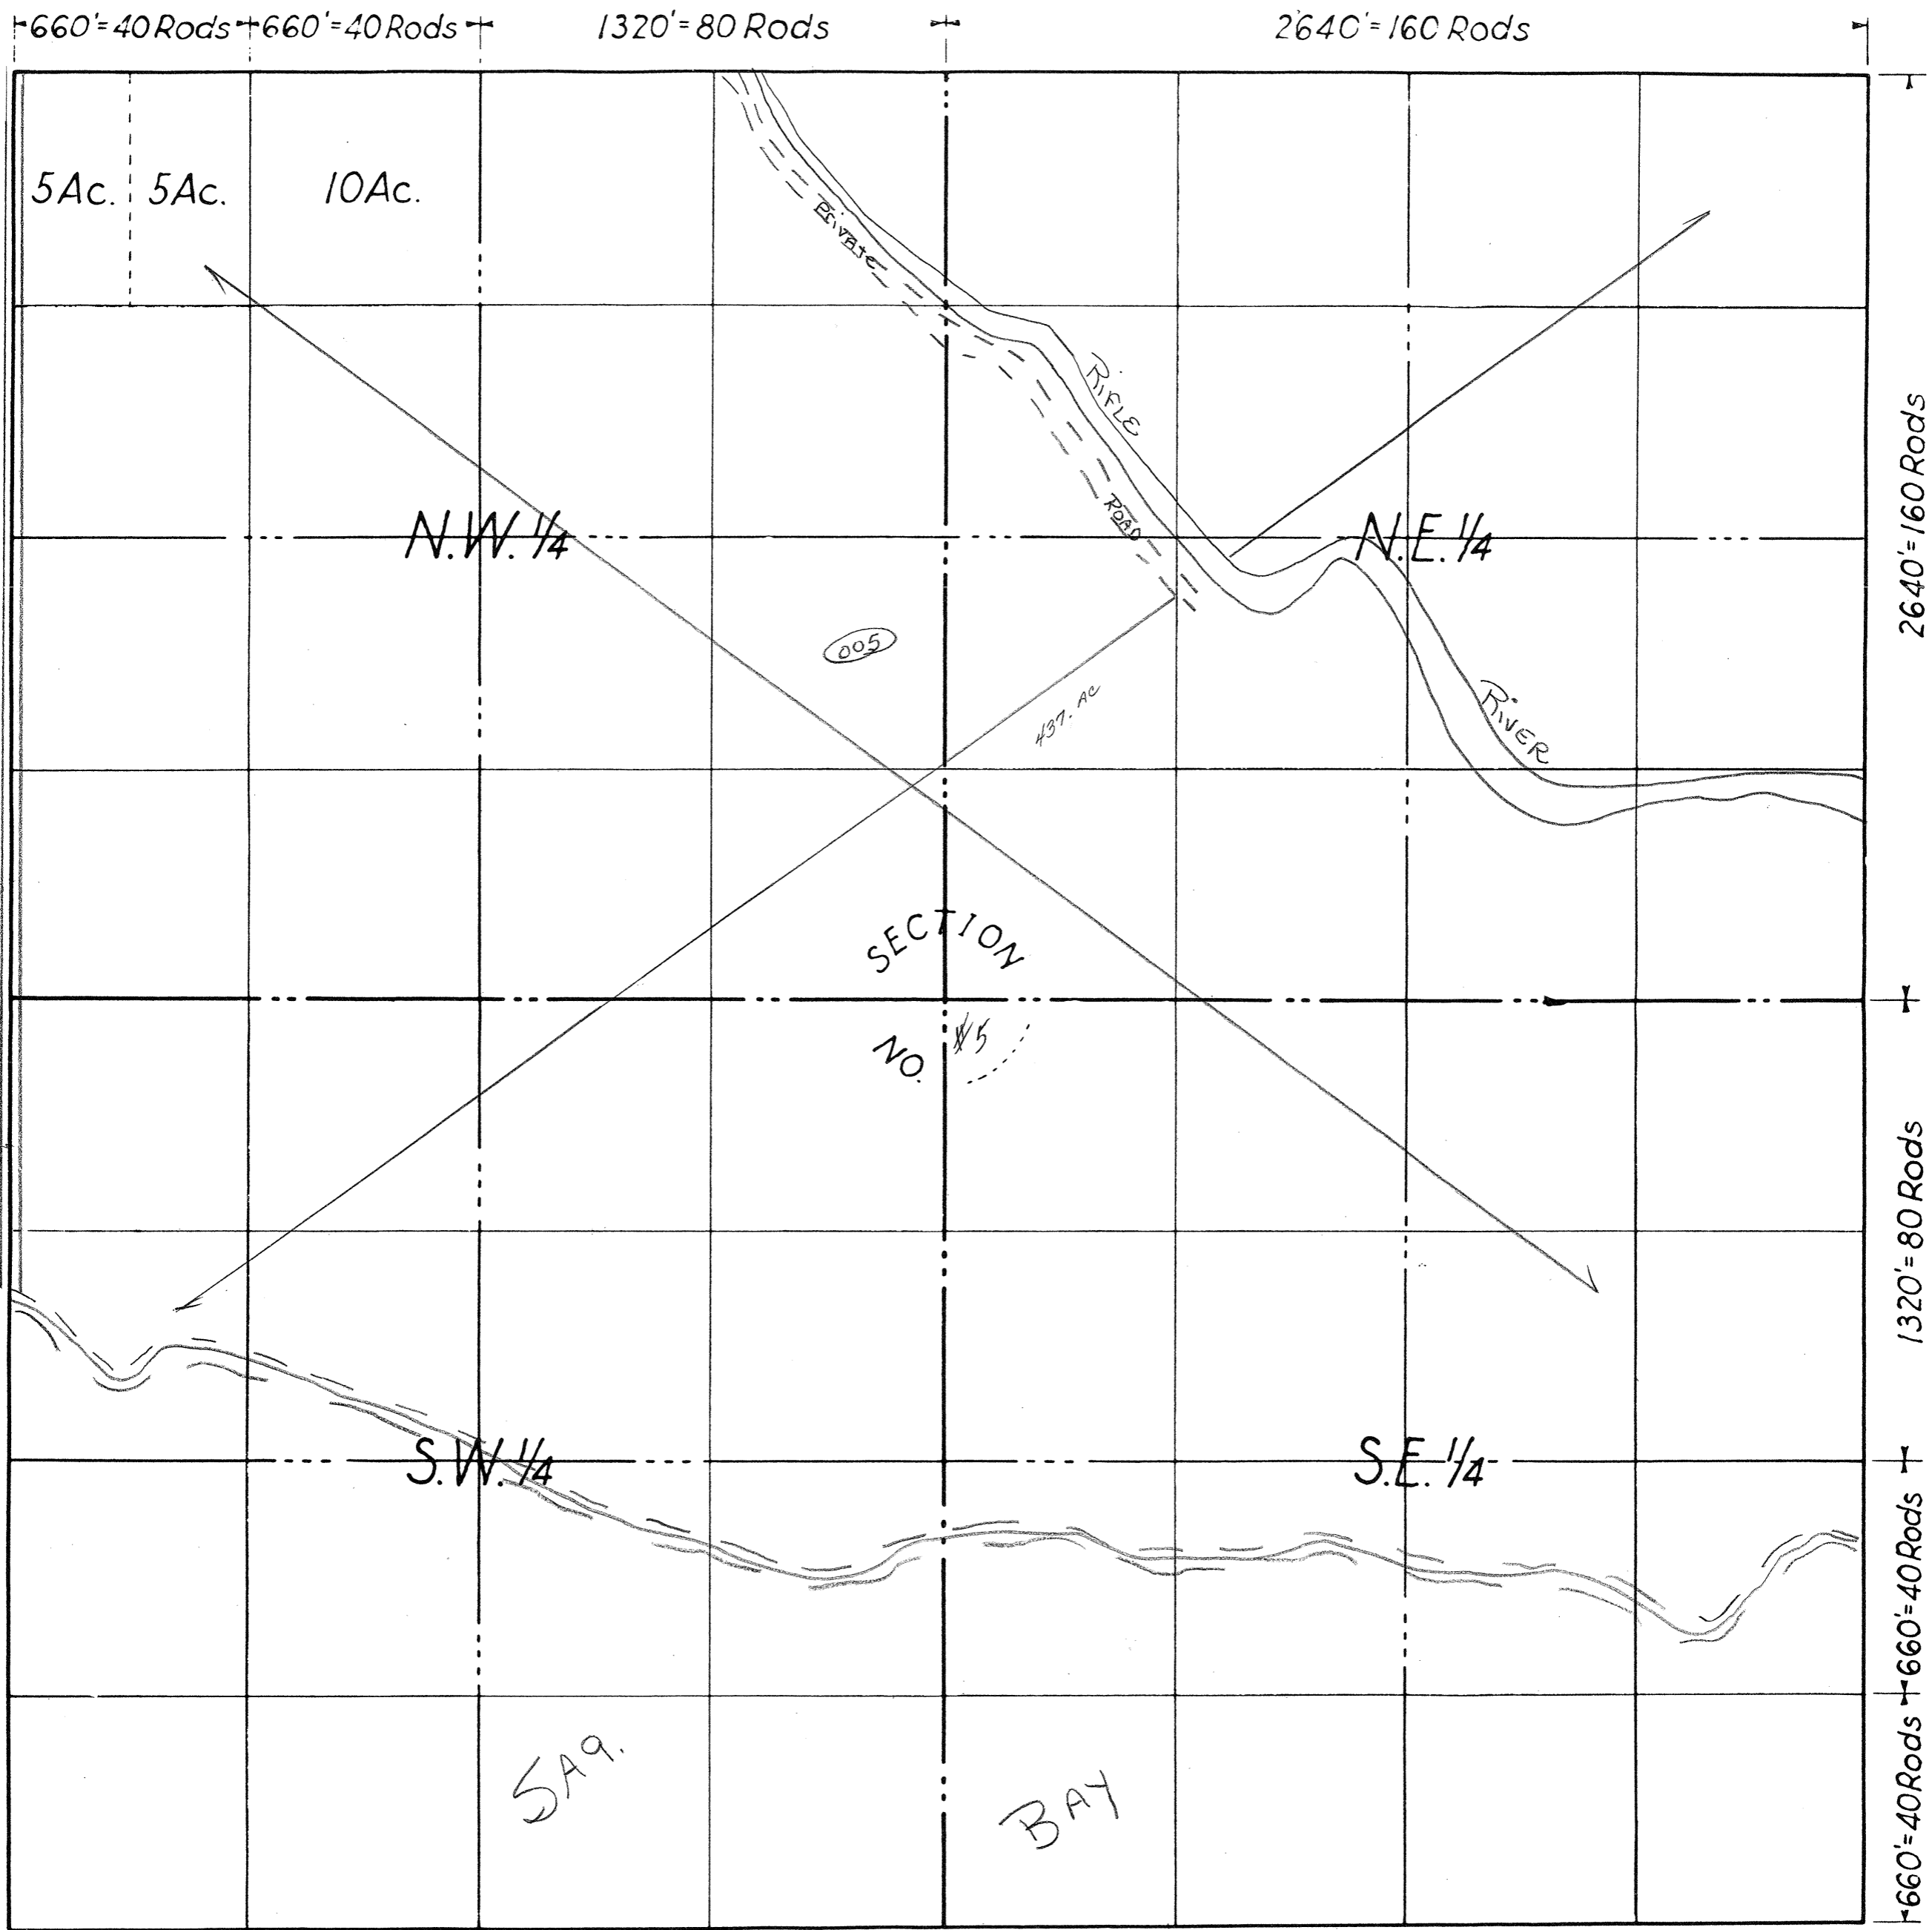 660'=40 Rods 660'=40 Rods 1320'=80 Rods 2640'=160 Rods
5Ac. 5Ac. 10Ac.
PRIVATE
RIFLE
ROAD
N.W. 1/4
N.E. 1/4
2640'=160 Rods
005
437. AC
RIVER
SECTION
NO. 5
1320'=80 Rods
S.W. 1/4
S.E. 1/4
660'=40 Rods
SAg.
BAY
660'=40 Rods